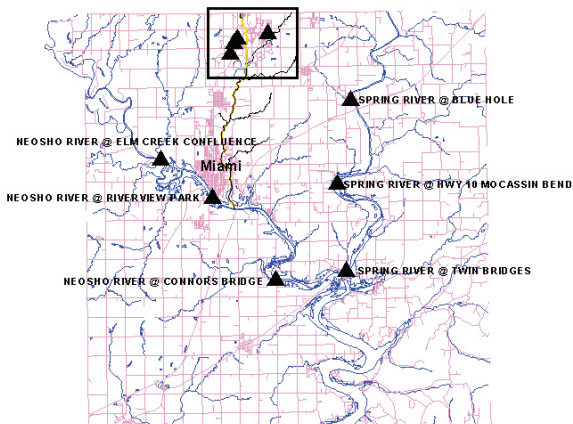 SPRING RIVER @ BLUE HOLE
NEOSHO RIVER @ ELM CREEK CONFLUENCE
Miami
SPRING RIVER @ HWY 10 MOCASSIN BEND
NEOSHO RIVER @ RIVERVIEW PARK
SPRING RIVER @ TWIN BRIDGES
NEOSHO RIVER @ CONNORS BRIDGE